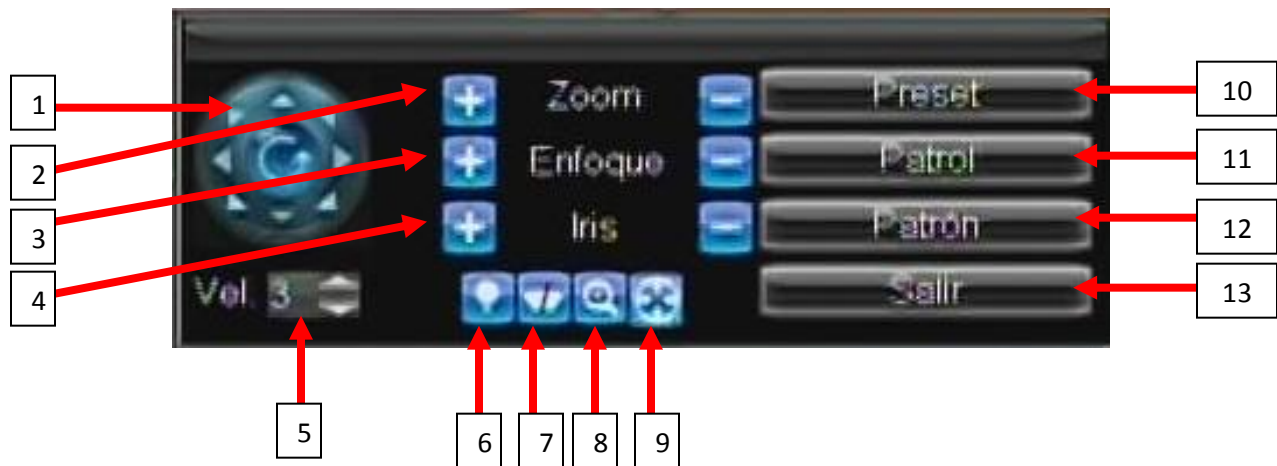 1
2
3
4
Zoom
Enfoque
Iris
Vel. 3
Preset
Patrol
Patrón
Salir
10
11
12
13
5
6
7
8
9